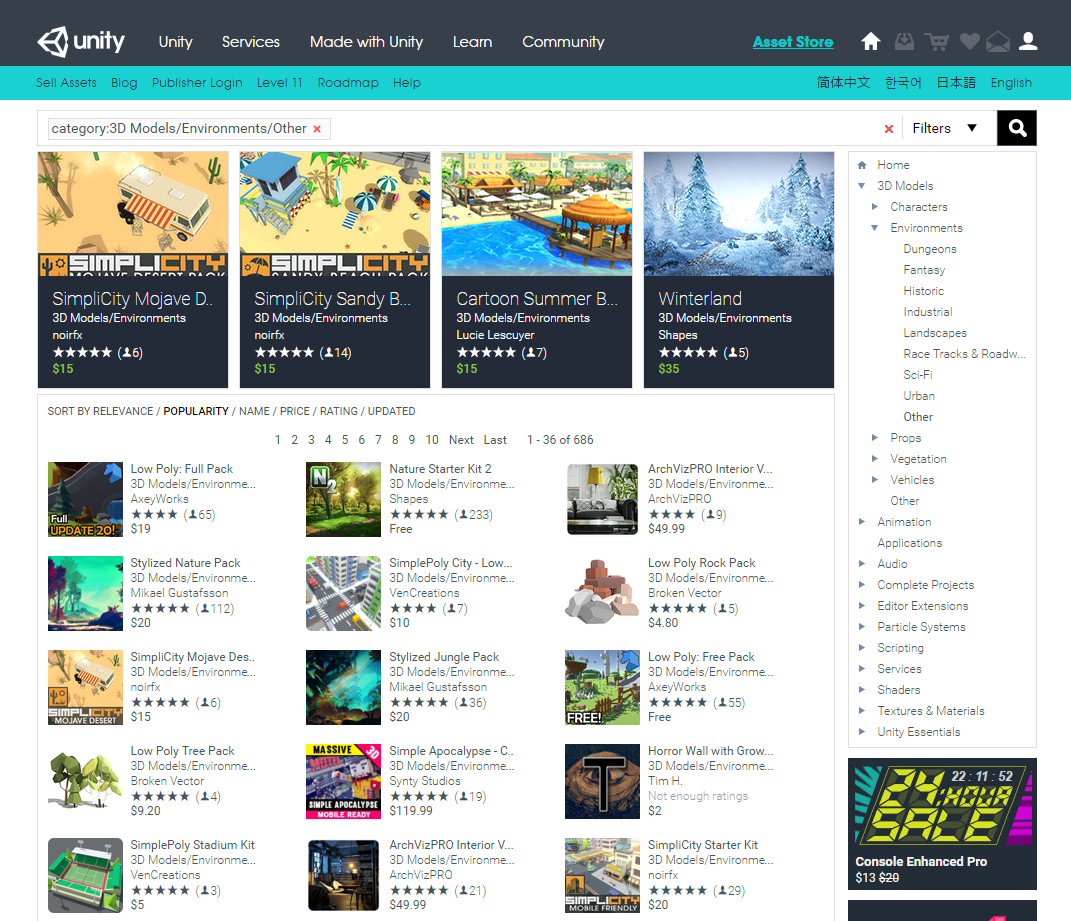 unity
Unity
Services
Made with Unity
Learn
Community
Asset Store
Sell Assets
Blog
Publisher Login
Level 11
Roadmap
Help
简体中文
한국어
日本語
English
category:3D Models/Environments/Other ×
×
Filters
SIMPLICITY
MOJAVE DESERT PACK
SimpliCity Mojave D..
3D Models/Environments
noirfx
★★★★★ (6)
$15
SIMPLICITY
SANDY BEACH PACK
SimpliCity Sandy B...
3D Models/Environments
noirfx
★★★★★ (14)
$15
Cartoon Summer B...
3D Models/Environments
Lucie Lescuyer
★★★★★ (7)
$15
Winterland
3D Models/Environments
Shapes
★★★★★ (5)
$35
SORT BY RELEVANCE / POPULARITY / NAME / PRICE / RATING / UPDATED
1 2 3 4 5 6 7 8 9 10 Next Last 1 - 36 of 686
Full
UPDATE 20!
Low Poly: Full Pack
3D Models/Environme...
AxeyWorks
★★★★ (65)
$19
N2
Nature Starter Kit 2
3D Models/Environme...
Shapes
★★★★★ (233)
Free
ArchVizPRO Interior V...
3D Models/Environme...
ArchVizPRO
★★★★ (9)
$49.99
Stylized Nature Pack
3D Models/Environme...
Mikael Gustafsson
★★★★★ (112)
$20
SimplePoly City - Low...
3D Models/Environme...
VenCreations
★★★★ (7)
$10
Low Poly Rock Pack
3D Models/Environme...
Broken Vector
★★★★★ (5)
$4.80
SIMPLICITY
MOJAVE DESERT
SimpliCity Mojave Des..
3D Models/Environme...
noirfx
★★★★★ (6)
$15
Stylized Jungle Pack
3D Models/Environme...
Mikael Gustafsson
★★★★★ (36)
$20
FREE!
Low Poly: Free Pack
3D Models/Environme...
AxeyWorks
★★★★★ (55)
Free
Low Poly Tree Pack
3D Models/Environme...
Broken Vector
★★★★★ (4)
$9.20
MASSIVE
3D
SIMPLE APOCALYPSE
MOBILE READY
Simple Apocalypse - C..
3D Models/Environme...
Synty Studios
★★★★★ (19)
$119.99
T
Horror Wall with Grow...
3D Models/Environme...
Tim H.
Not enough ratings
$2
SimplePoly Stadium Kit
3D Models/Environme...
VenCreations
★★★★★ (3)
$5
ArchVizPRO Interior V...
3D Models/Environme...
ArchVizPRO
★★★★★ (21)
$49.99
SIMPLICITY
MOBILE FRIENDLY
SimpliCity Starter Kit
3D Models/Environme...
noirfx
★★★★★ (29)
$20
Home
3D Models
Characters
Environments
Dungeons
Fantasy
Historic
Industrial
Landscapes
Race Tracks & Roadw...
Sci-Fi
Urban
Other
Props
Vegetation
Vehicles
Other
Animation
Applications
Audio
Complete Projects
Editor Extensions
Particle Systems
Scripting
Services
Shaders
Textures & Materials
Unity Essentials
22 : 11 : 52
24 HOUR
SALE
Console Enhanced Pro
$13 $20